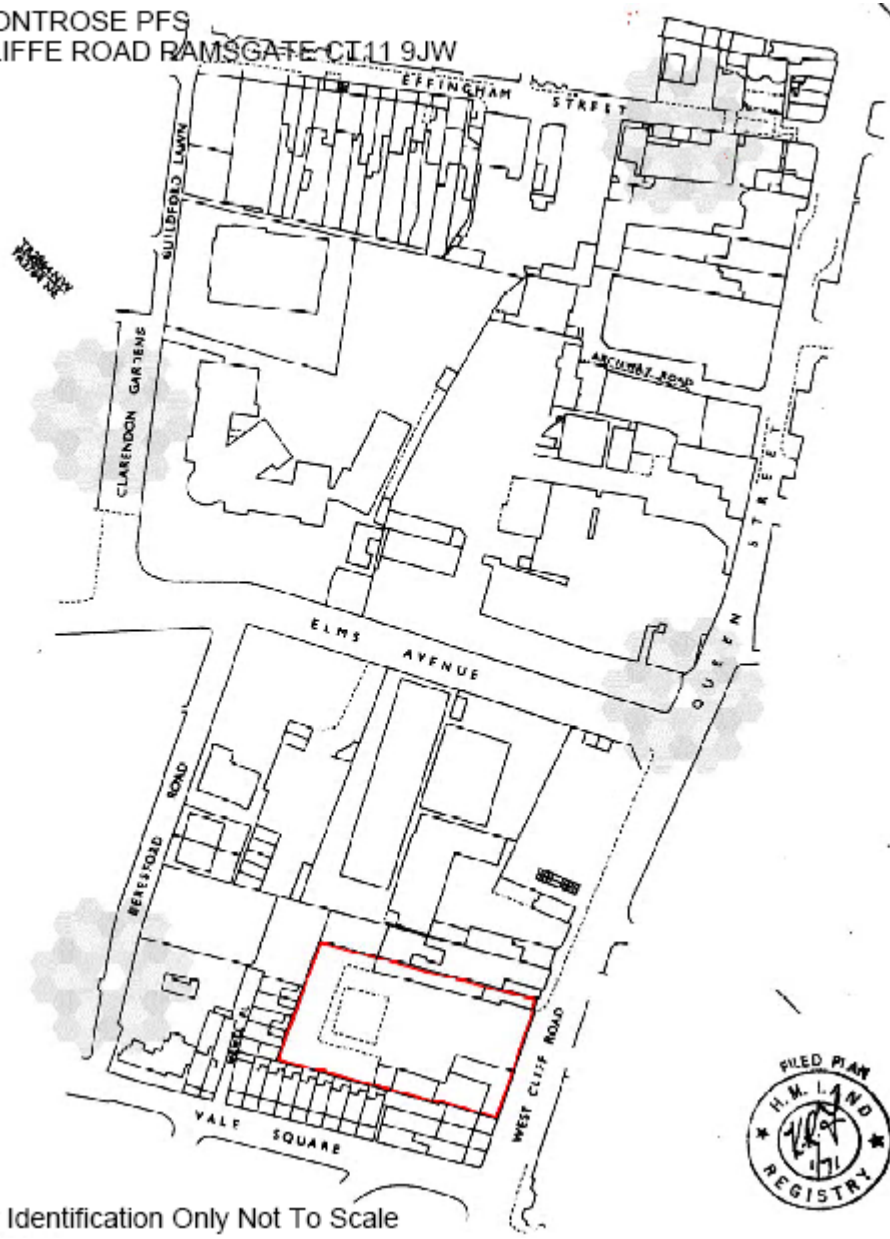 ONTROSE PFS
LIFFE ROAD RAMSGATE CT11 9JW
EFFINGHAM STREET
GUILDFORD LAWN
CLARENDON GARDENS
ROAD
QUEEN STREET
ELMS AVENUE
BERESFORD ROAD
WEST CLIFF ROAD
VALE SQUARE
FILED PLAN
H.M. LAND
REGISTRY
Identification Only Not To Scale